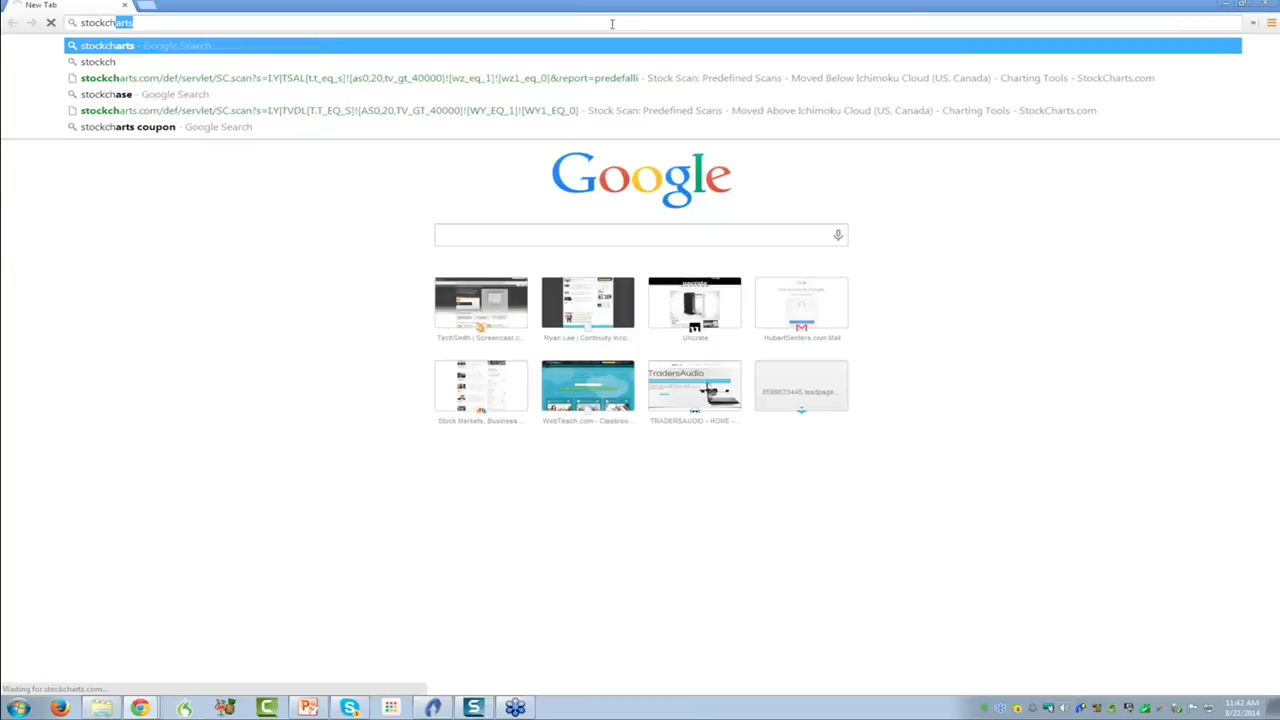 New Tab
stockcharts
stockcharts - Google Search
stockch
stockcharts.com/def/servlet/SC.scan?s=I.Y|TSAL[t.t_eq_s]![as0,20,tv_gt_40000]![wz_eq_1]![wz1_eq_0]&report=predefalli - Stock Scan: Predefined Scans - Moved Below Ichimoku Cloud (US, Canada) - Charting Tools - StockCharts.com
stockchase - Google Search
stockcharts.com/def/servlet/SC.scan?s=I.Y|TVDL[T.T_EQ_S]![AS0,20,TV_GT_40000]![WY_EQ_1]![WY1_EQ_0] - Stock Scan: Predefined Scans - Moved Above Ichimoku Cloud (US, Canada) - Charting Tools - StockCharts.com
stockcharts coupon - Google Search
Google
TechSmith | Screencast.c...
Ryan Lee | Continuity Inco...
Uncrate
HubertSenters.com Mail
TradersAudio
8599633445.leadpage...
Stock Markets, Business ...
WebTeach.com - Classroo...
TRADERSAUDIO - HOME - ...
Waiting for stockcharts.com...
11:42 AM
8/22/2014